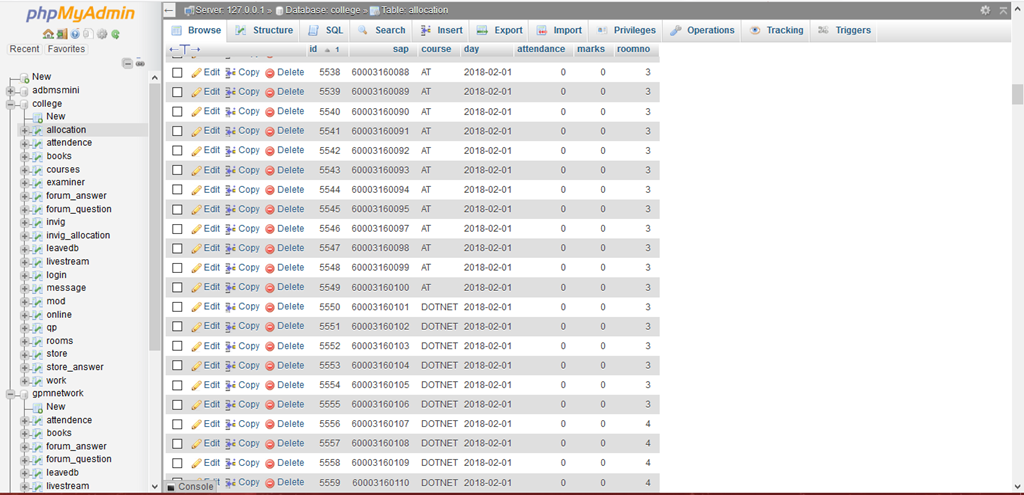 phpMyAdmin
Recent Favorites
New
adbmsmini
college
New
allocation
attendence
books
courses
examiner
forum_answer
forum_question
invig
invig_allocation
leavedb
livestream
login
message
mod
online
qp
rooms
store
store_answer
work
gpmnetwork
New
attendence
books
forum_answer
forum_question
leavedb
livestream
Server: 127.0.0.1 » Database: college » Table: allocation
Browse Structure SQL Search Insert Export Import Privileges Operations Tracking Triggers
←T→ id 1 sap course day attendance marks roomno
Edit Copy Delete 5538 60003160088 AT 2018-02-01 0 0 3
Edit Copy Delete 5539 60003160089 AT 2018-02-01 0 0 3
Edit Copy Delete 5540 60003160090 AT 2018-02-01 0 0 3
Edit Copy Delete 5541 60003160091 AT 2018-02-01 0 0 3
Edit Copy Delete 5542 60003160092 AT 2018-02-01 0 0 3
Edit Copy Delete 5543 60003160093 AT 2018-02-01 0 0 3
Edit Copy Delete 5544 60003160094 AT 2018-02-01 0 0 3
Edit Copy Delete 5545 60003160095 AT 2018-02-01 0 0 3
Edit Copy Delete 5546 60003160097 AT 2018-02-01 0 0 3
Edit Copy Delete 5547 60003160098 AT 2018-02-01 0 0 3
Edit Copy Delete 5548 60003160099 AT 2018-02-01 0 0 3
Edit Copy Delete 5549 60003160100 AT 2018-02-01 0 0 3
Edit Copy Delete 5550 60003160101 DOTNET 2018-02-01 0 0 3
Edit Copy Delete 5551 60003160102 DOTNET 2018-02-01 0 0 3
Edit Copy Delete 5552 60003160103 DOTNET 2018-02-01 0 0 3
Edit Copy Delete 5553 60003160104 DOTNET 2018-02-01 0 0 3
Edit Copy Delete 5554 60003160105 DOTNET 2018-02-01 0 0 3
Edit Copy Delete 5555 60003160106 DOTNET 2018-02-01 0 0 3
Edit Copy Delete 5556 60003160107 DOTNET 2018-02-01 0 0 4
Edit Copy Delete 5557 60003160108 DOTNET 2018-02-01 0 0 4
Edit Copy Delete 5558 60003160109 DOTNET 2018-02-01 0 0 4
Edit Copy Delete 5559 60003160110 DOTNET 2018-02-01 0 0 4
Console